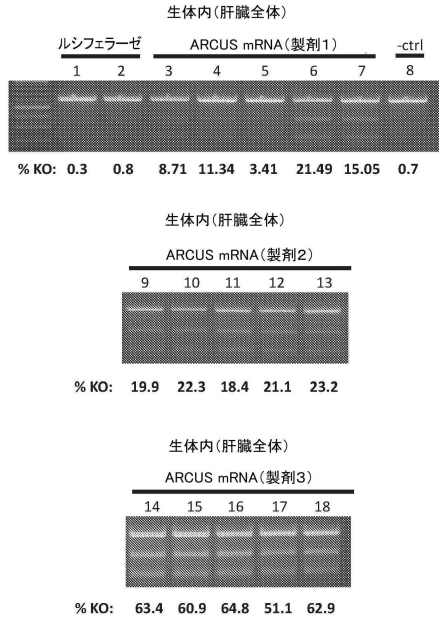 生体内(肝臓全体)
ルシフェラーゼ ARCUS mRNA(製剤1) -ctrl
1 2 3 4 5 6 7 8
% KO: 0.3 0.8 8.71 11.34 3.41 21.49 15.05 0.7
生体内(肝臓全体)
ARCUS mRNA(製剤2)
9 10 11 12 13
% KO: 19.9 22.3 18.4 21.1 23.2
生体内(肝臓全体)
ARCUS mRNA(製剤3)
14 15 16 17 18
% KO: 63.4 60.9 64.8 51.1 62.9